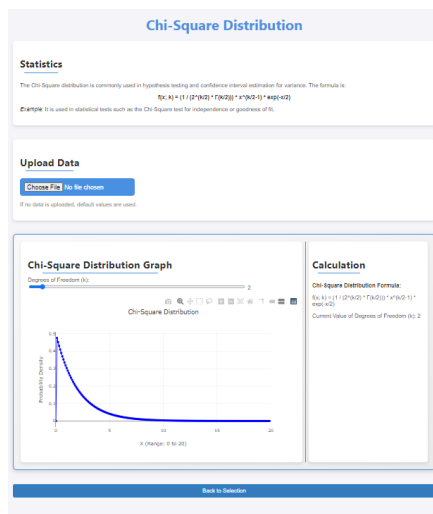 Chi-Square Distribution
Statistics
The Chi-Square distribution is commonly used in hypothesis testing and confidence interval estimation for variance. The formula is:
f(x; k) = (1 / (2^(k/2) * Γ(k/2))) * x^(k/2-1) * exp(-x/2)
Example: It is used in statistical tests such as the Chi-Square test for independence or goodness of fit.
Upload Data
Choose File No file chosen
If no data is uploaded, default values are used.
Chi-Square Distribution Graph
Degrees of Freedom (k):
2
Chi-Square Distribution
Probability Density
0.5
0.4
0.3
0.2
0.1
0
0 5 10 15 20
X (Range: 0 to 20)
Calculation
Chi-Square Distribution Formula:
f(x; k) = (1 / (2^(k/2) * Γ(k/2))) * x^(k/2-1) *
exp(-x/2)
Current Value of Degrees of Freedom (k): 2
Back to Selection